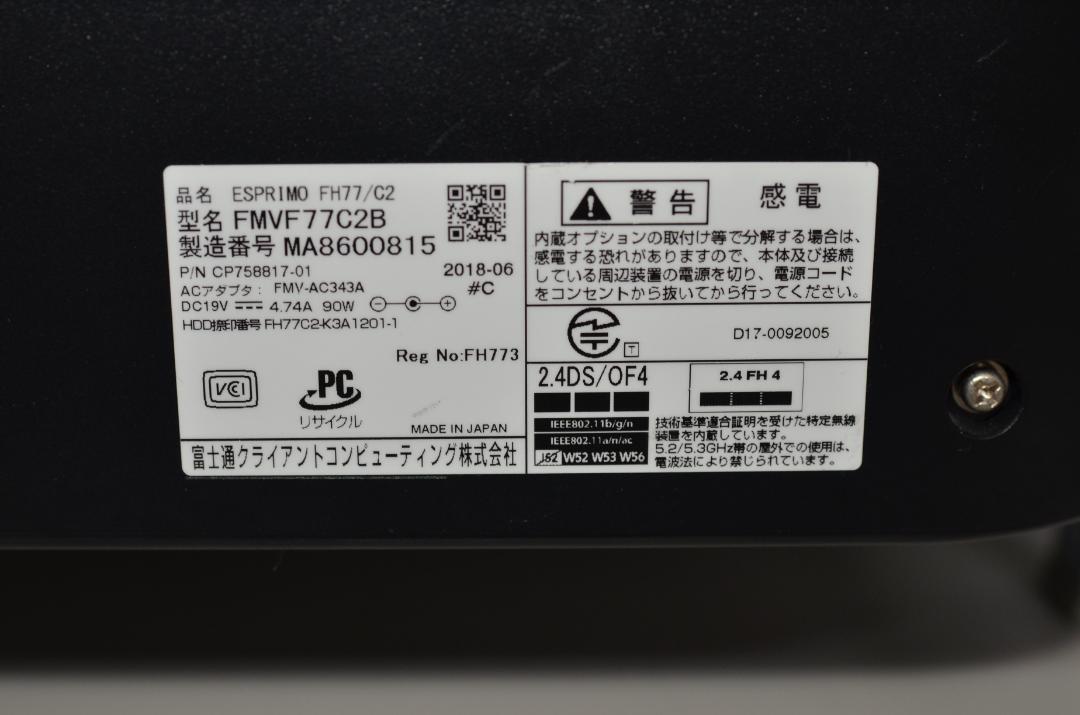 品名 ESPRIMO FH77/C2
型名 FMVF77C2B
製造番号 MA8600815
P/N CP758817-01 2018-06
ACアダプタ: FMV-AC343A #C
DC19V 4.74A 90W
HDD捺印番号 FH77C2-K3A1201-1
Reg No:FH773
VCCI
PC
リサイクル
MADE IN JAPAN
富士通クライアントコンピューティング株式会社
警告 感電
内蔵オプションの取付け等で分解する場合は、
感電する恐れがありますので、本体及び接続
している周辺装置の電源を切り、電源コード
をコンセントから抜いてから行ってください。
T D17-0092005
2.4DS/OF4
IEEE802.11b/g/n
IEEE802.11a/n/ac
J52 W52 W53 W56
2.4 FH 4
技術基準適合証明を受けた特定無線
装置を内蔵しています。
5.2/5.3GHz帯の屋外での使用は、
電波法により禁じられています。